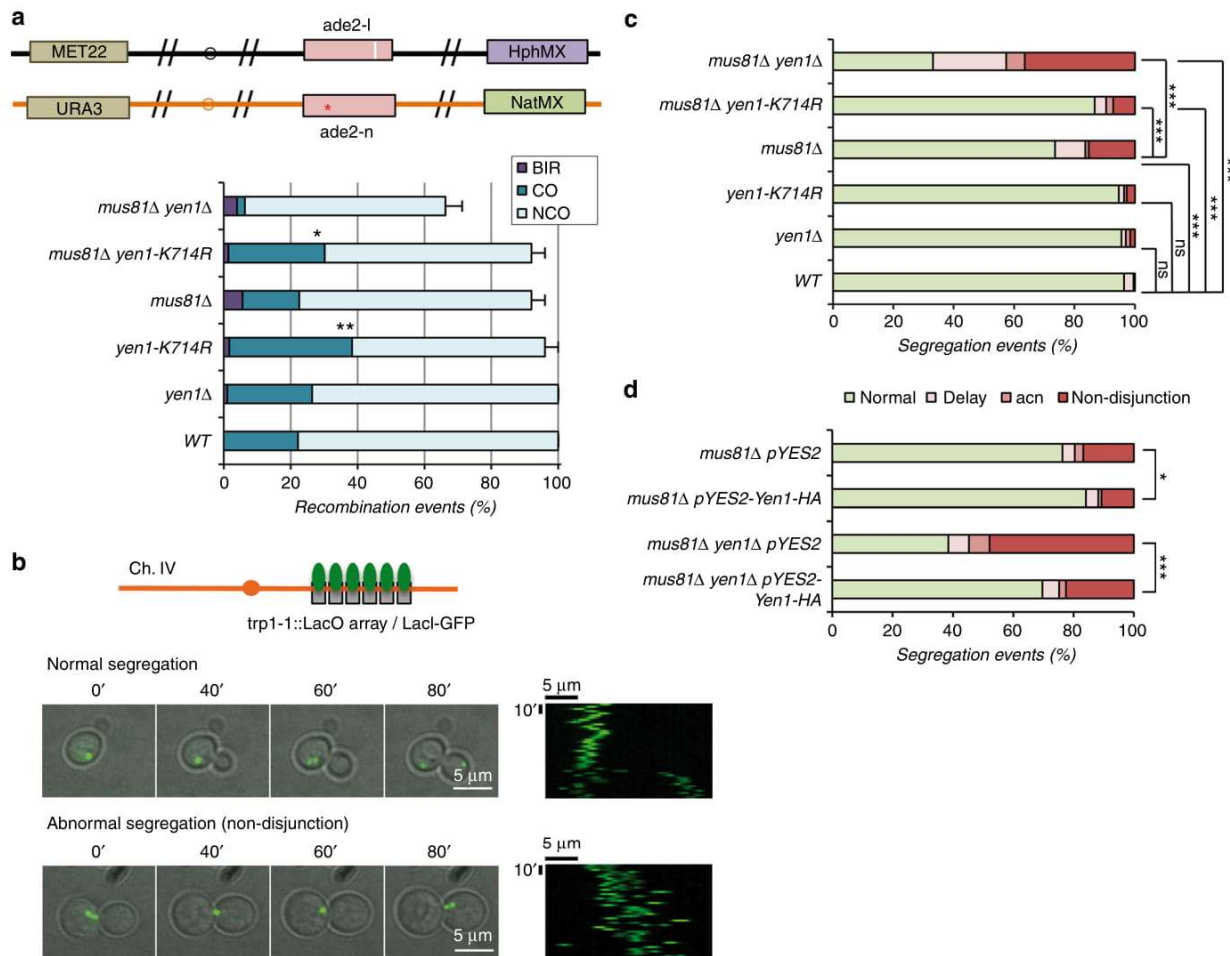 a
ade2-I
MET22
HphMX
URA3
*
NatMX
ade2-n
BIR
CO
NCO
mus81Δ yen1Δ
mus81Δ yen1-K714R
*
mus81Δ
yen1-K714R
**
yen1Δ
WT
0 20 40 60 80 100
Recombination events (%)
b
Ch. IV
trp1-1::LacO array / LacI-GFP
Normal segregation
0′ 40′ 60′ 80′
5 μm
10′
5 μm
Abnormal segregation (non-disjunction)
0′ 40′ 60′ 80′
5 μm
10′
5 μm
c
mus81Δ yen1Δ
mus81Δ yen1-K714R
mus81Δ
yen1-K714R
yen1Δ
WT
ns
ns
***
***
***
***
***
0 20 40 60 80 100
Segregation events (%)
d
Normal Delay acn Non-disjunction
mus81Δ pYES2
mus81Δ pYES2-Yen1-HA
*
mus81Δ yen1Δ pYES2
mus81Δ yen1Δ pYES2-
Yen1-HA
***
0 20 40 60 80 100
Segregation events (%)